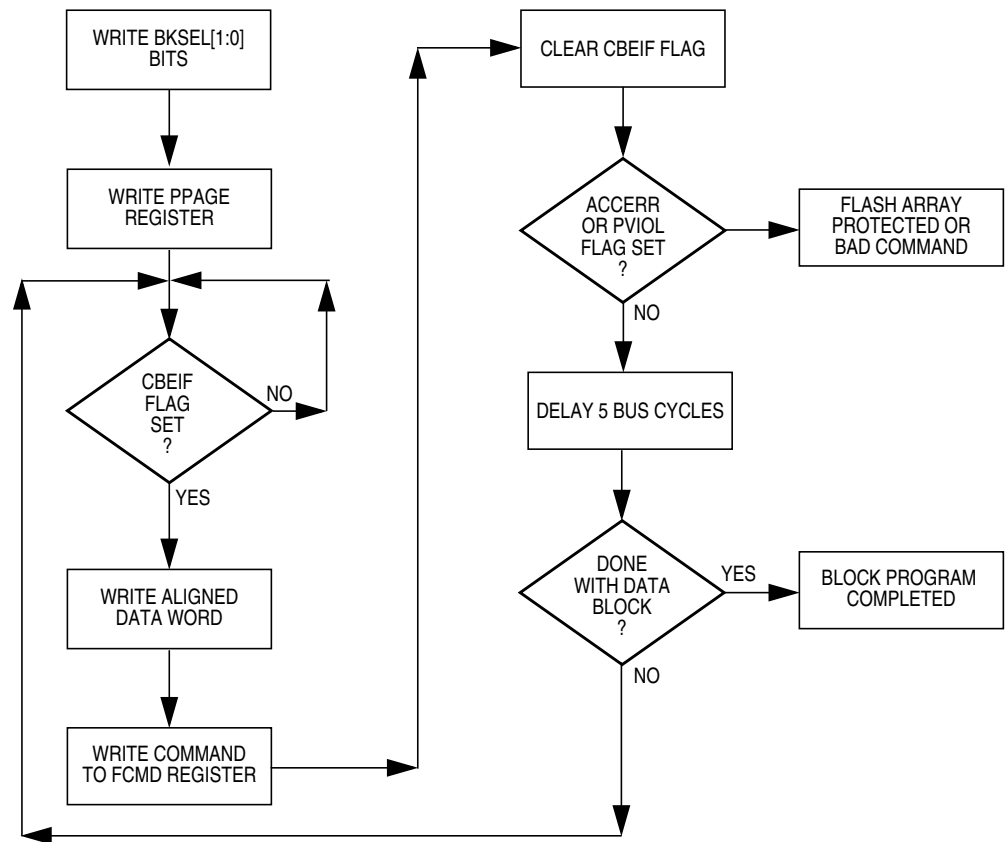 WRITE BKSEL[1:0]
BITS
WRITE PPAGE
REGISTER
CBEIF
FLAG
SET
?
NO
YES
WRITE ALIGNED
DATA WORD
WRITE COMMAND
TO FCMD REGISTER
CLEAR CBEIF FLAG
ACCERR
OR PVIOL
FLAG SET
?
FLASH ARRAY
PROTECTED OR
BAD COMMAND
NO
DELAY 5 BUS CYCLES
DONE
WITH DATA
BLOCK
?
YES
BLOCK PROGRAM
COMPLETED
NO